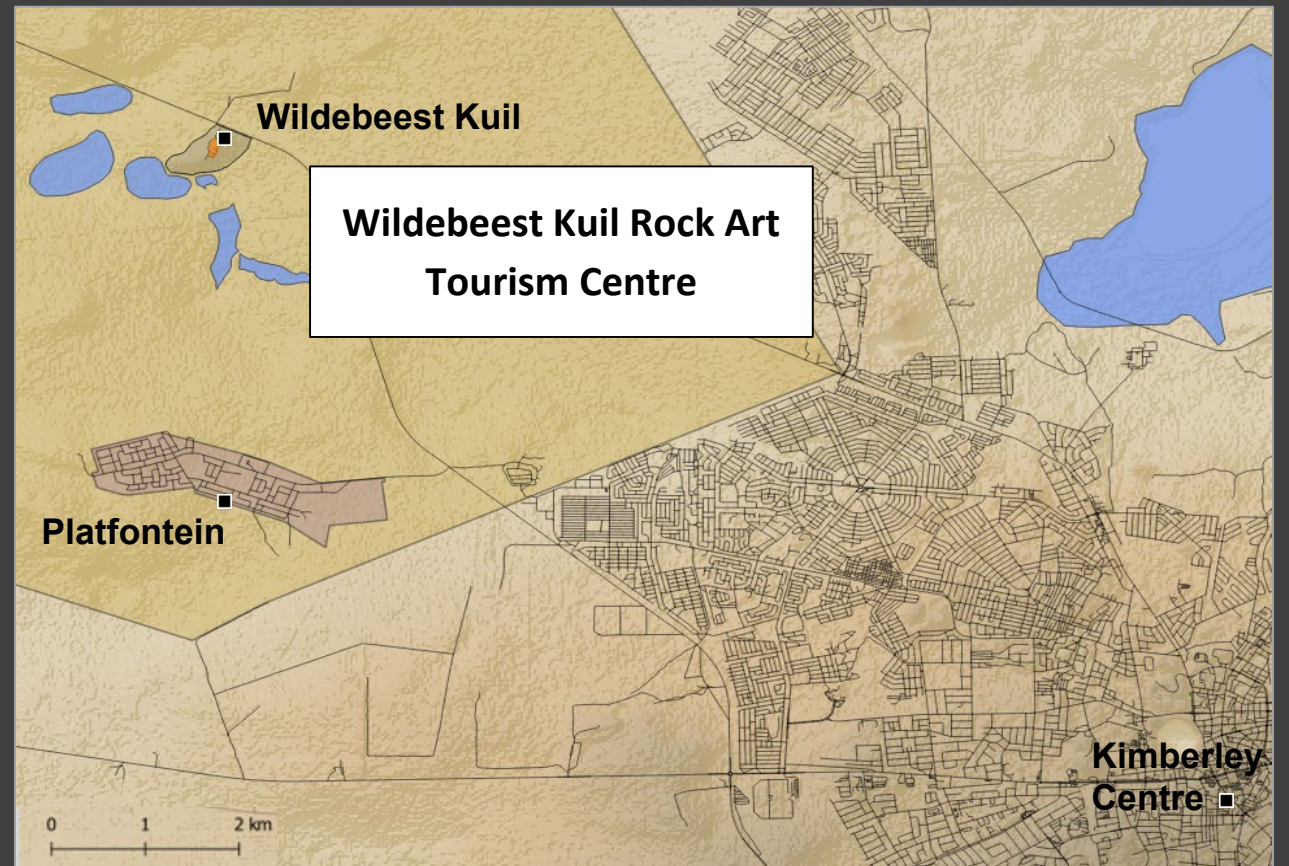 Wildebeest Kuil
Wildebeest Kuil Rock Art
Tourism Centre
Platfontein
Kimberley
Centre
0 1 2 km